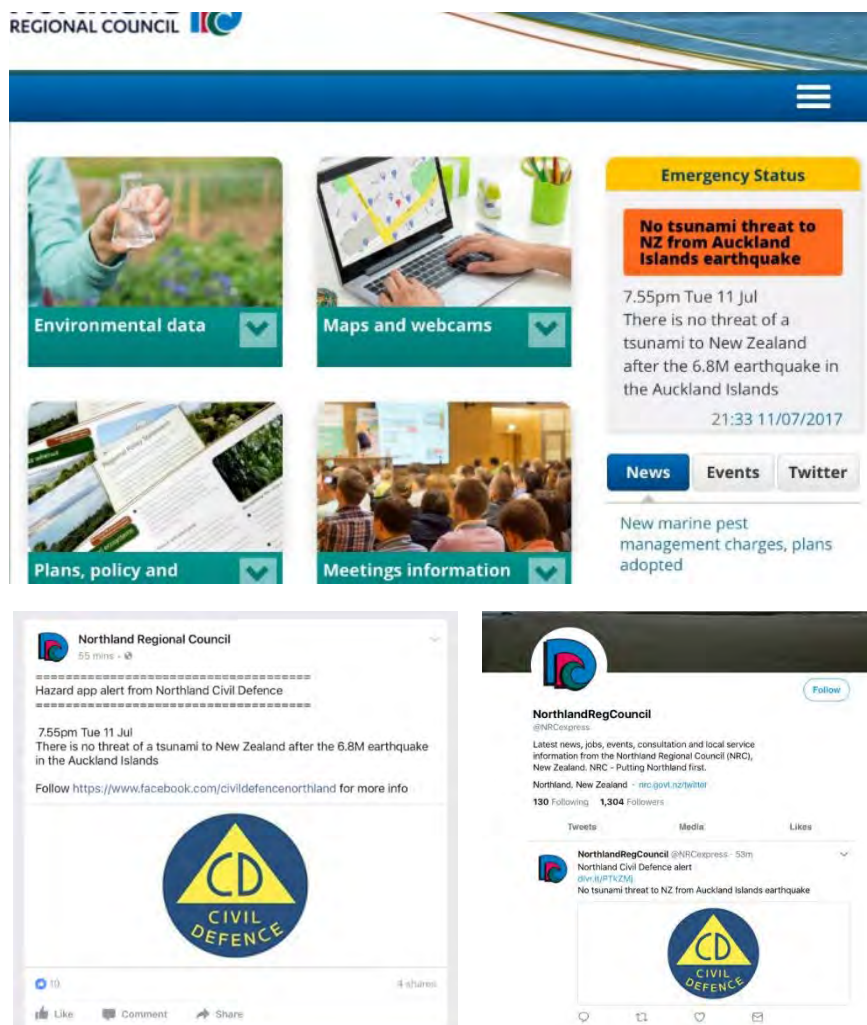 REGIONAL COUNCIL
Environmental data
Maps and webcams
Plans, policy and
Meetings information
Emergency Status
No tsunami threat to
NZ from Auckland
Islands earthquake
7.55pm Tue 11 Jul
There is no threat of a
tsunami to New Zealand
after the 6.8M earthquake in
the Auckland Islands
21:33 11/07/2017
News Events Twitter
New marine pest
management charges, plans
adopted
Northland Regional Council
55 mins
====================================
Hazard app alert from Northland Civil Defence
====================================
7.55pm Tue 11 Jul
There is no threat of a tsunami to New Zealand after the 6.8M earthquake
in the Auckland Islands
Follow https://www.facebook.com/civildefencenorthland for more info
CD
CIVIL
DEFENCE
4 shares
Like Comment Share
Follow
NorthlandRegCouncil
@NRCexpress
Latest news, jobs, events, consultation and local service
information from the Northland Regional Council (NRC),
New Zealand. NRC - Putting Northland first.
Northland, New Zealand · nrc.govt.nz/twitter
130 Following 1,304 Followers
Tweets Media Likes
NorthlandRegCouncil @NRCexpress · 53m
Northland Civil Defence alert
No tsunami threat to NZ from Auckland Islands earthquake
CD
CIVIL
DEFENCE